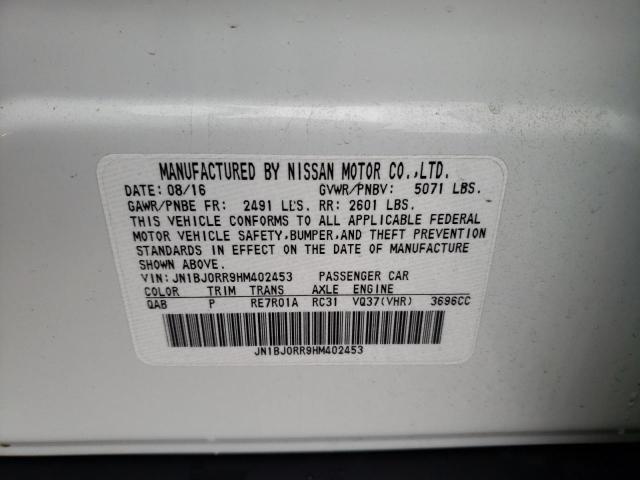 MANUFACTURED BY NISSAN MOTOR CO.,LTD.
DATE: 08/16 GVWR/PNBV: 5071 LBS.
GAWR/PNBE FR: 2491 LBS. RR: 2601 LBS.
THIS VEHICLE CONFORMS TO ALL APPLICABLE FEDERAL
MOTOR VEHICLE SAFETY,BUMPER,AND THEFT PREVENTION
STANDARDS IN EFFECT ON THE DATE OF MANUFACTURE
SHOWN ABOVE.
VIN: JN1BJ0RR9HM402453 PASSENGER CAR
COLOR TRIM TRANS AXLE ENGINE
QAB P RE7R01A RC31 VQ37(VHR) 3696CC
JN1BJ0RR9HM402453